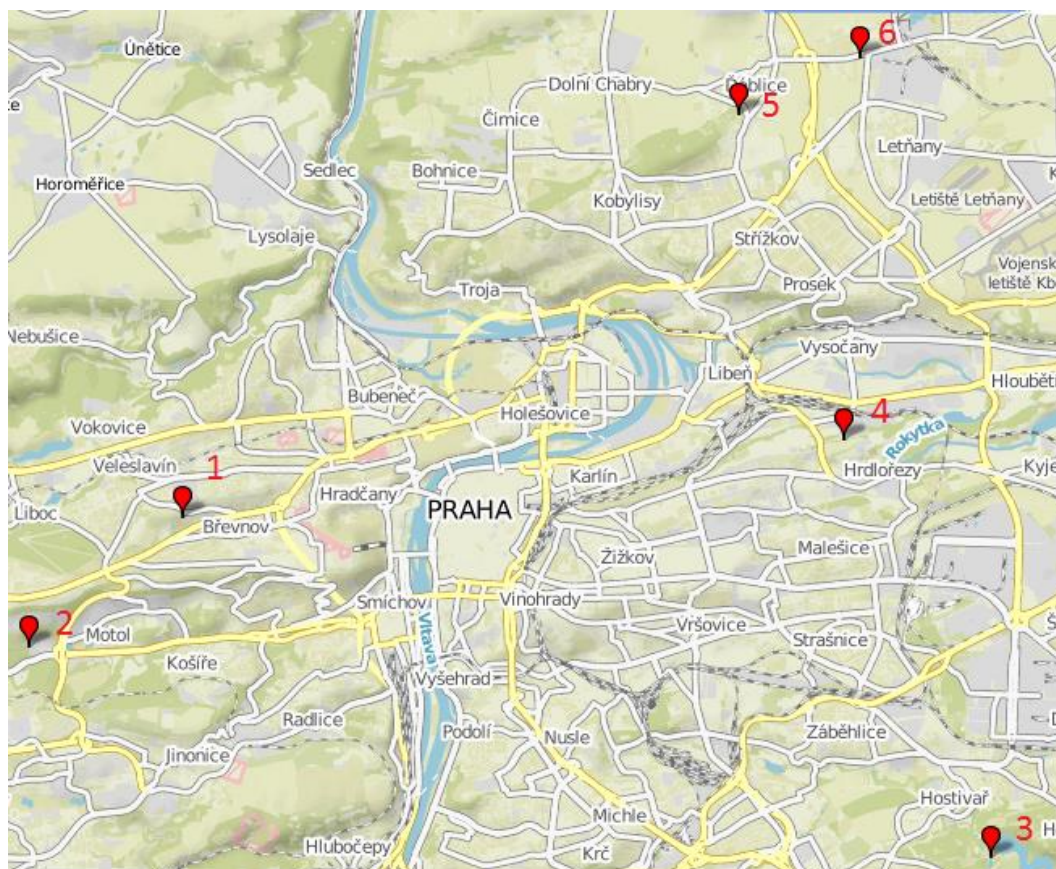 6
Únětice
Dolní Chabry
Ďáblice
5
Čimice
Letňany
Sedlec
Bohnice
Horoměřice
Kobylisy
Letiště Letňany
Lysolaje
Střížkov
Vojensk
letiště Kb
Troja
Prosek
Nebušice
Vysočany
Libeň
Hlouběti
Bubeneč
Holešovice
4
Vokovice
Rokytka
Veleslavín
1
Karlín
Hrdlořezy
Kyje
Hradčany
Liboc
Břevnov
PRAHA
Žižkov
Malešice
Smíchov
Vinohrady
2
Motol
Vltava
Vršovice
Strašnice
Š
Košíře
Vyšehrad
Radlice
Podolí
Nusle
Záběhlice
D
Jinonice
Hostivař
Michle
3
H
Hlubočepy
Krč